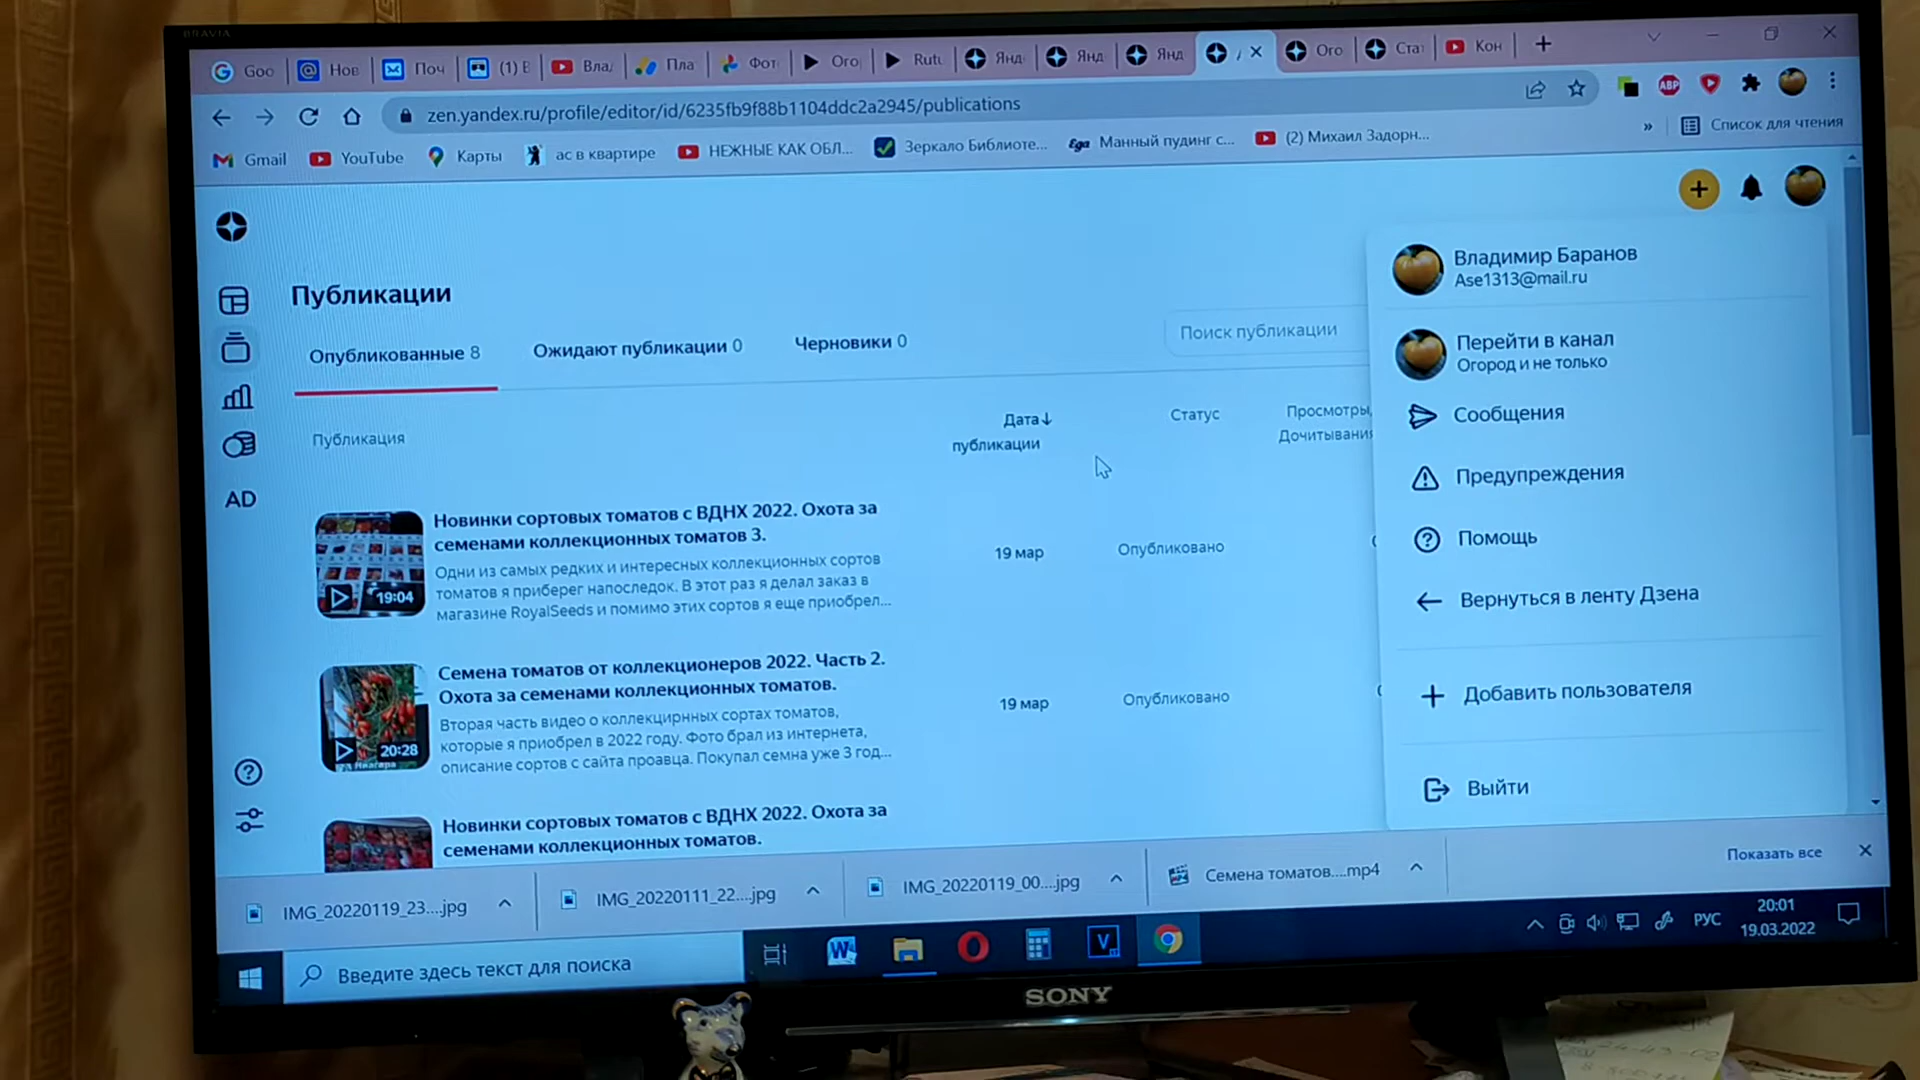 BRAVIA
Goo
Нов
Поч
(1) В
Вла
Пла
Фот
Ого
Rutu
Янд
Янд
Янд
Ого
Стат
Кон
zen.yandex.ru/profile/editor/id/6235fb9f88b1104ddc2a2945/publications
ABP
Gmail
YouTube
Карты
ас в квартире
НЕЖНЫЕ КАК ОБЛ...
Зеркало Библиоте...
Еда Манный пудинг с...
(2) Михаил Задорн...
»
Список для чтения
Владимир Баранов
Ase1313@mail.ru
Публикации
Опубликованные 8
Ожидают публикации 0
Черновики 0
Поиск публикации
Перейти в канал
Огород и не только
Сообщения
Предупреждения
Помощь
Вернуться в ленту Дзена
Добавить пользователя
Выйти
Публикация
Дата↓
публикации
Статус
Просмотры,
Дочитывания
AD
Новинки сортовых томатов с ВДНХ 2022. Охота за
семенами коллекционных томатов 3.
Одни из самых редких и интересных коллекционных сортов
томатов я приберег напоследок. В этот раз я делал заказ в
магазине RoyalSeeds и помимо этих сортов я еще приобрел...
19:04
19 мар
Опубликовано
Семена томатов от коллекционеров 2022. Часть 2.
Охота за семенами коллекционных томатов.
Вторая часть видео о коллекцирнных сортах томатов,
которые я приобрел в 2022 году. Фото брал из интернета,
описание сортов с сайта проавца. Покупал семна уже 3 год...
20:28
19 мар
Опубликовано
Новинки сортовых томатов с ВДНХ 2022. Охота за
семенами коллекционных томатов.
IMG_20220119_23....jpg
IMG_20220111_22....jpg
IMG_20220119_00....jpg
Семена томатов....mp4
Показать все
Введите здесь текст для поиска
РУС
20:01
19.03.2022
SONY